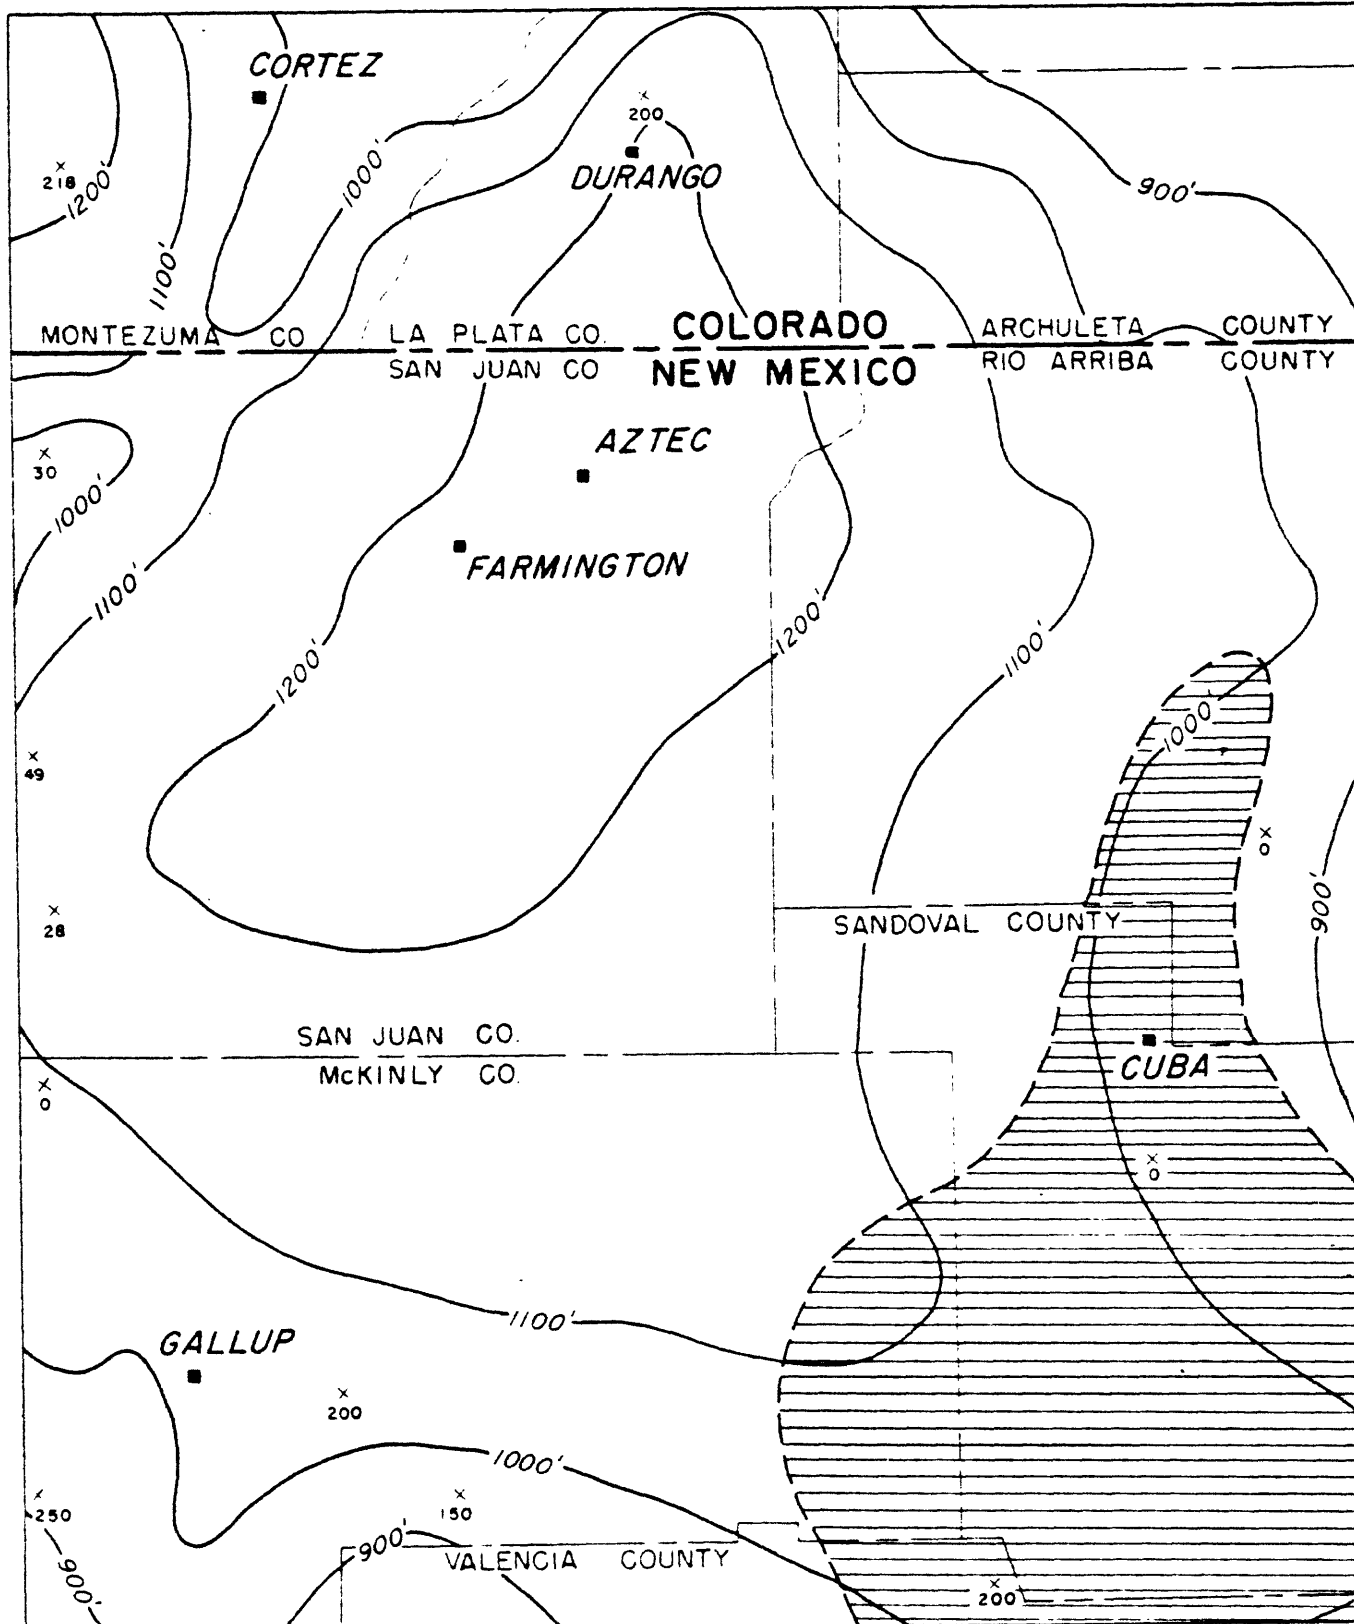 CORTEZ
200
DURANGO
218
1200'
1000'
900'
1100'
MONTEZUMA CO
LA PLATA CO.
COLORADO
ARCHULETA COUNTY
SAN JUAN CO
NEW MEXICO
RIO ARRIBA COUNTY
AZTEC
30
1000'
FARMINGTON
1100'
1200'
1200'
1100'
1000'
49
0
900'
28
SANDOVAL COUNTY
SAN JUAN CO.
McKINLY CO.
CUBA
0
0
1100'
GALLUP
200
1000'
250
150
900'
VALENCIA COUNTY
900'
200